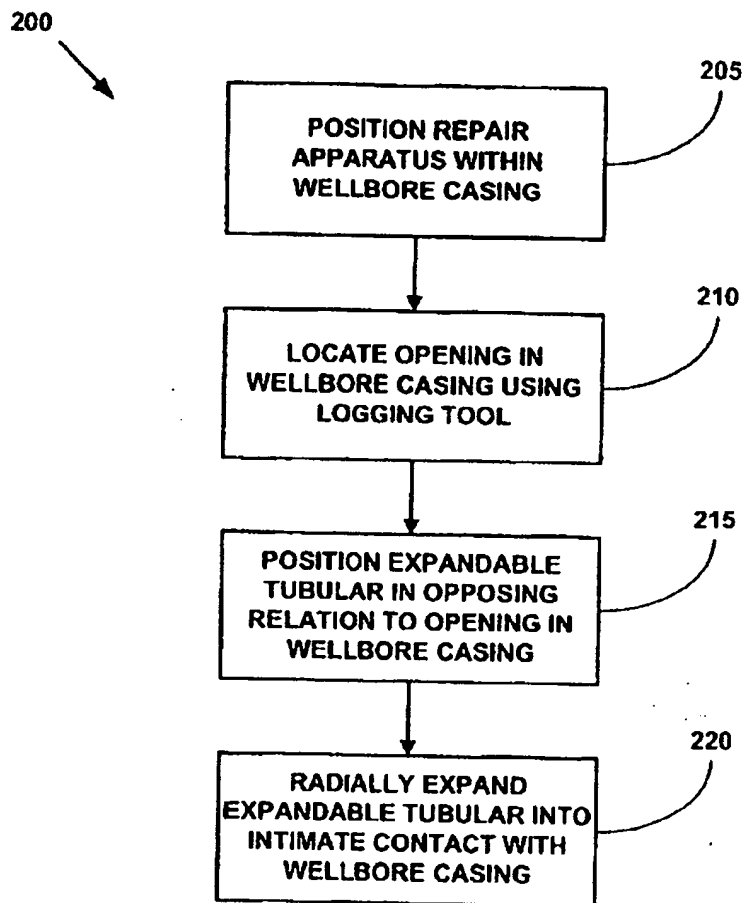 200
205
POSITION REPAIR
APPARATUS WITHIN
WELLBORE CASING
210
LOCATE OPENING IN
WELLBORE CASING USING
LOGGING TOOL
215
POSITION EXPANDABLE
TUBULAR IN OPPOSING
RELATION TO OPENING IN
WELLBORE CASING
220
RADIALLY EXPAND
EXPANDABLE TUBULAR INTO
INTIMATE CONTACT WITH
WELLBORE CASING